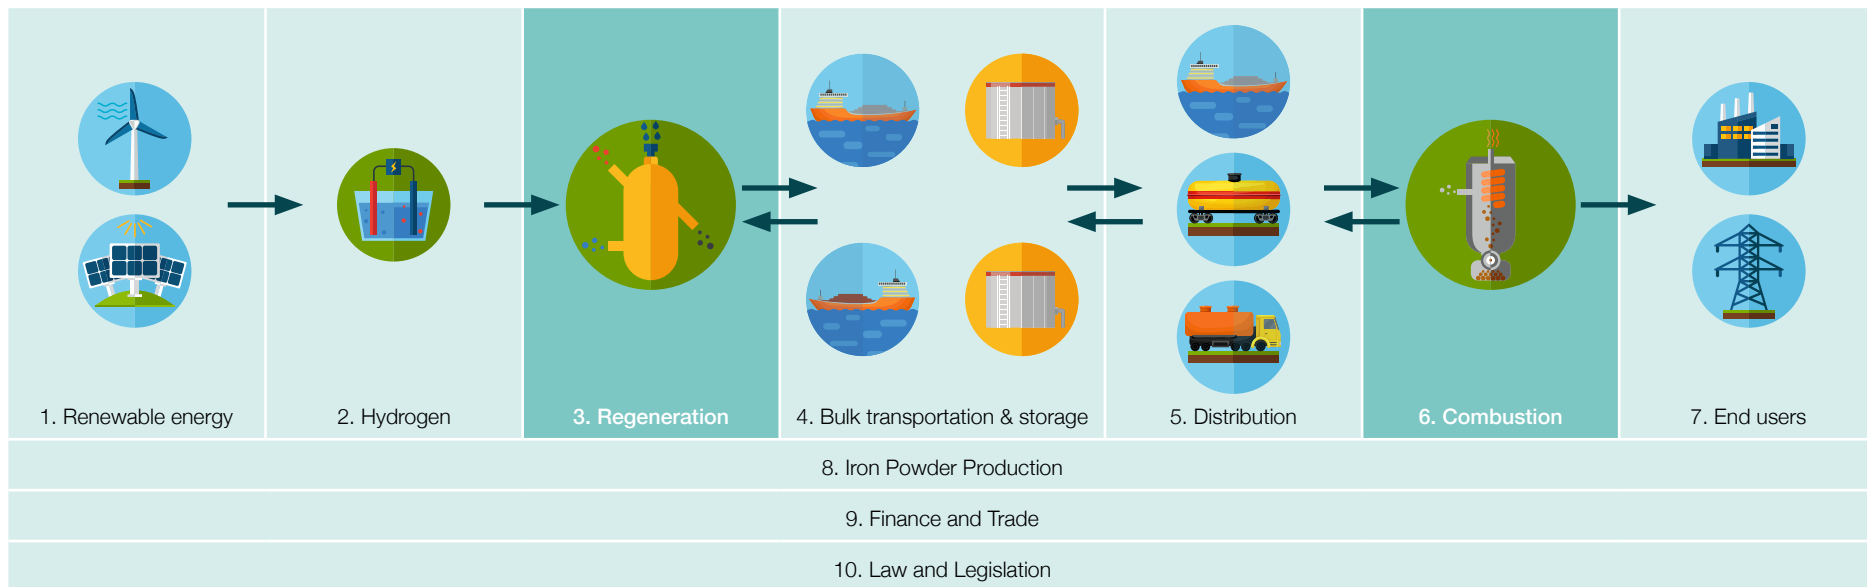 1. Renewable energy
2. Hydrogen
3. Regeneration
4. Bulk transportation & storage
5. Distribution
6. Combustion
7. End users
8. Iron Powder Production
9. Finance and Trade
10. Law and Legislation